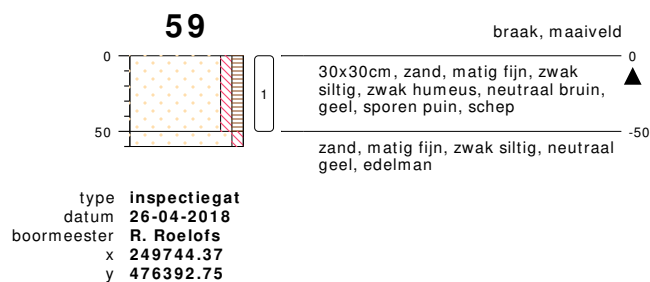 59
braak, maaiveld
0
0
30x30cm, zand, matig fijn, zwak
siltig, zwak humeus, neutraal bruin,
geel, sporen puin, schep
1
50
-50
zand, matig fijn, zwak siltig, neutraal
geel, edelman
type inspectiegat
datum 26-04-2018
boormeester R. Roelofs
x 249744.37
y 476392.75